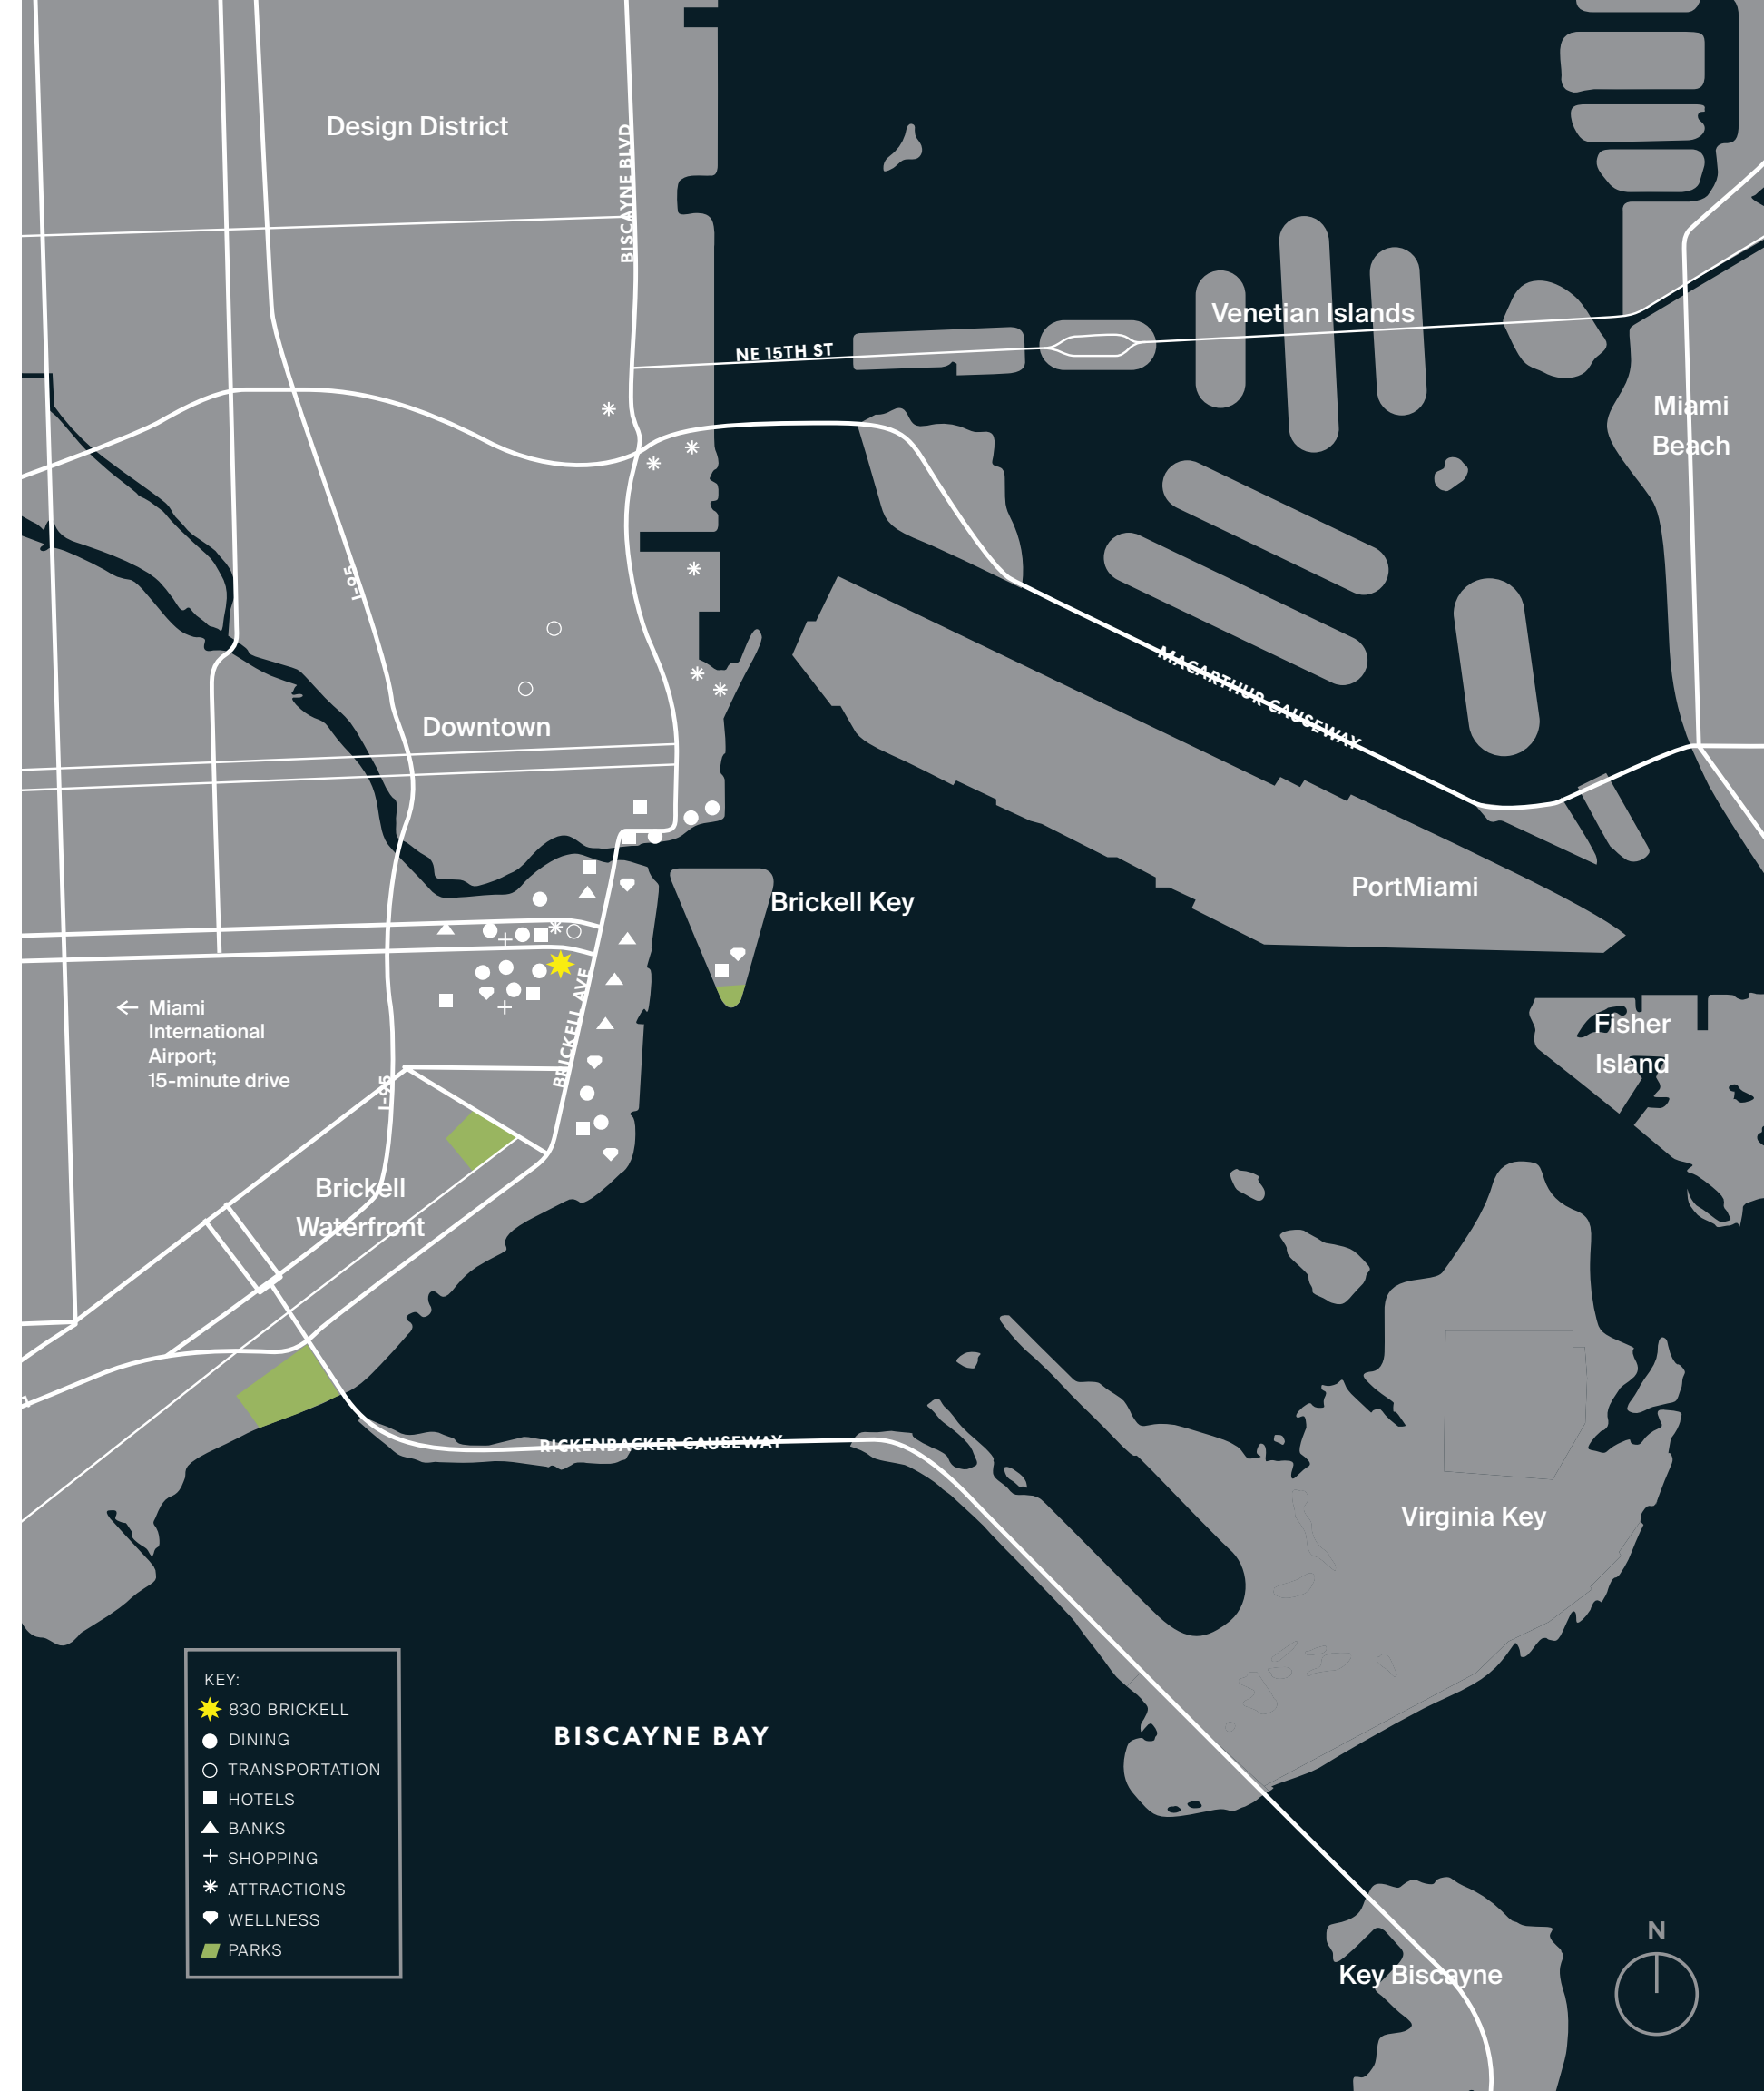 Design District
BISCAYNE BLVD
Venetian Islands
NE 15TH ST
Miami
Beach
I-95
MACARTHUR CAUSEWAY
Downtown
PortMiami
Brickell Key
Miami
International
Airport;
15-minute drive
BRICKELL AVE
Fisher
Island
I-95
Brickell
Waterfront
RICKENBACKER CAUSEWAY
Virginia Key
KEY:
830 BRICKELL
DINING
TRANSPORTATION
HOTELS
BANKS
SHOPPING
ATTRACTIONS
WELLNESS
PARKS
BISCAYNE BAY
N
Key Biscayne